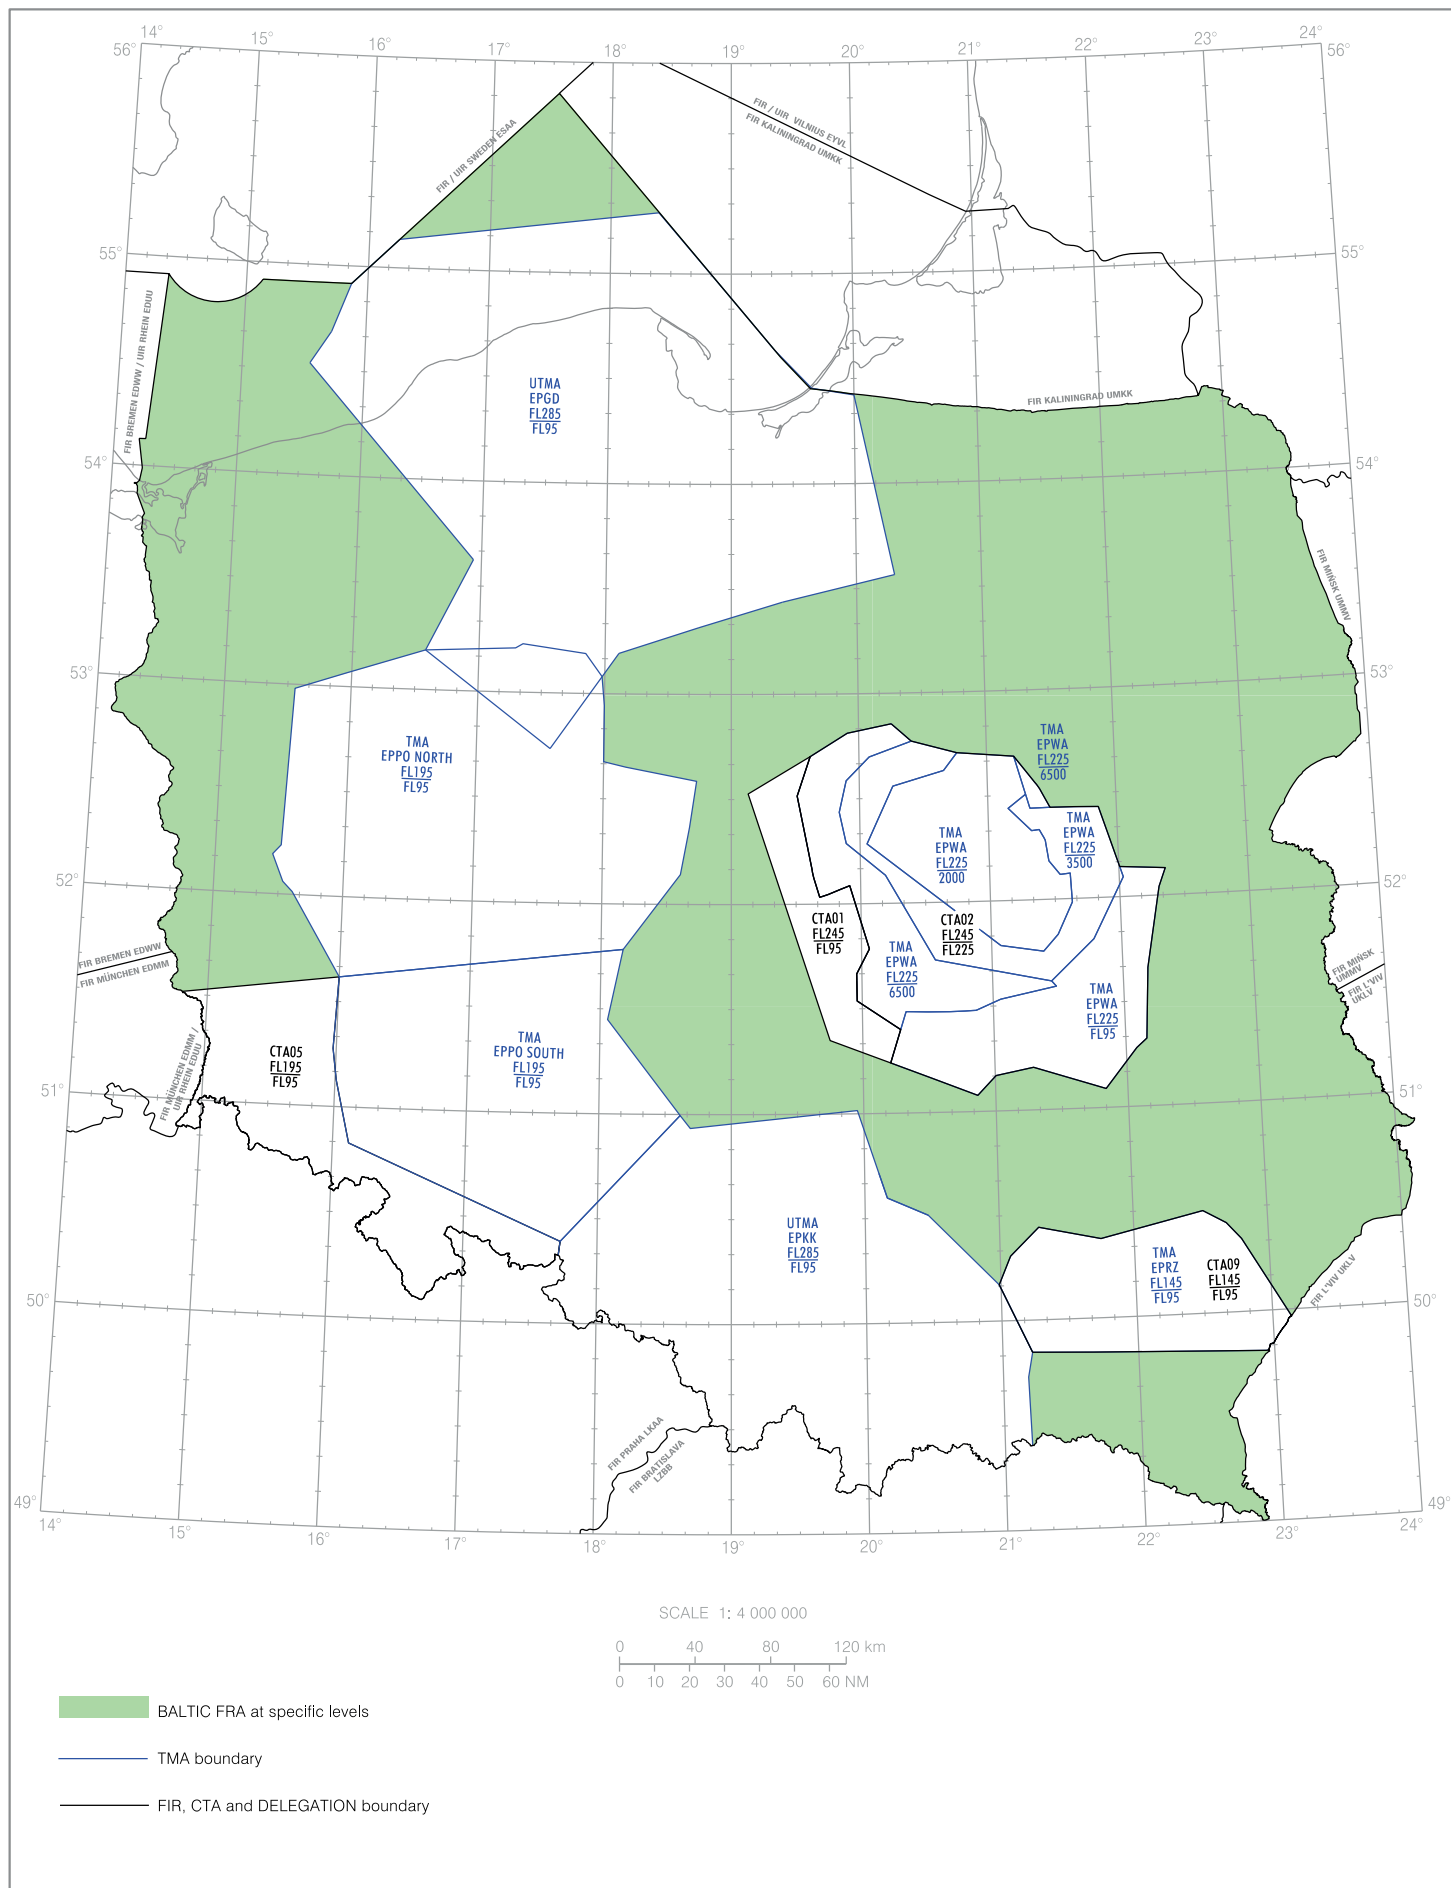 14°
15°
16°
17°
18°
19°
20°
21°
22°
23°
24°
56°
56°
FIR / UIR SWEDEN ESAA
FIR / UIR VILNIUS EYVL
FIR KALININGRAD UMKK
55°
55°
FIR BREMEN EDWW / UIR RHEIN EDUU
UTMA
EPGD
FL285
FL95
FIR KALININGRAD UMKK
54°
54°
FIR MIŃSK UMMV
53°
53°
TMA
EPPO NORTH
FL195
FL95
TMA
EPWA
FL225
6500
TMA
EPWA
FL225
3500
TMA
EPWA
FL225
2000
52°
52°
CTA01
FL245
FL95
CTA02
FL245
FL225
TMA
EPWA
FL225
6500
FIR BREMEN EDWW
FIR MÜNCHEN EDMM
FIR MIŃSK
UMMV
FIR L'VIV
UKLV
TMA
EPWA
FL225
FL95
FIR MÜNCHEN EDMM /
UIR RHEIN EDUU
CTA05
FL195
FL95
TMA
EPPO SOUTH
FL195
FL95
51°
51°
UTMA
EPKK
FL285
FL95
TMA
EPRZ
FL145
FL95
CTA09
FL145
FL95
FIR L'VIV UKLV
50°
50°
FIR PRAHA LKAA
FIR BRATISLAVA
LZBB
49°
49°
14°
15°
16°
17°
18°
19°
20°
21°
22°
23°
24°
SCALE 1: 4 000 000
0 40 80 120 km
0 10 20 30 40 50 60 NM
BALTIC FRA at specific levels
TMA boundary
FIR, CTA and DELEGATION boundary